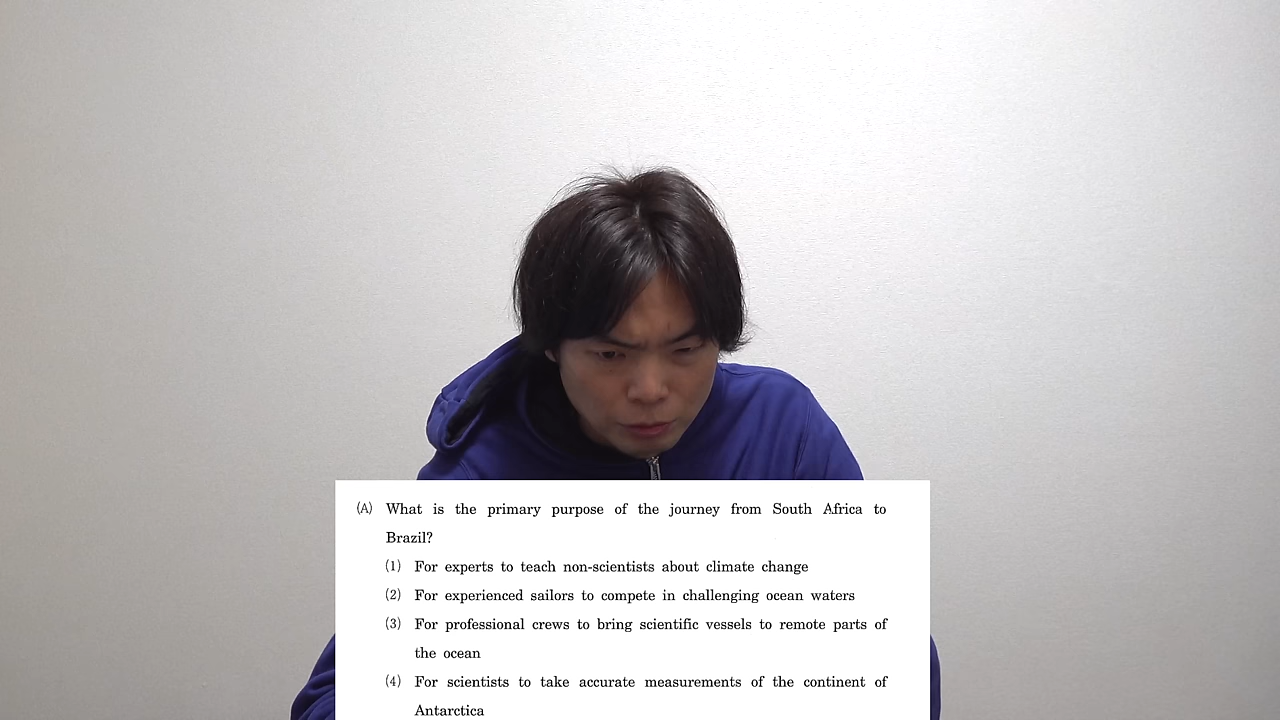 (A) What is the primary purpose of the journey from South Africa to
Brazil?
(1) For experts to teach non-scientists about climate change
(2) For experienced sailors to compete in challenging ocean waters
(3) For professional crews to bring scientific vessels to remote parts of
the ocean
(4) For scientists to take accurate measurements of the continent of
Antarctica